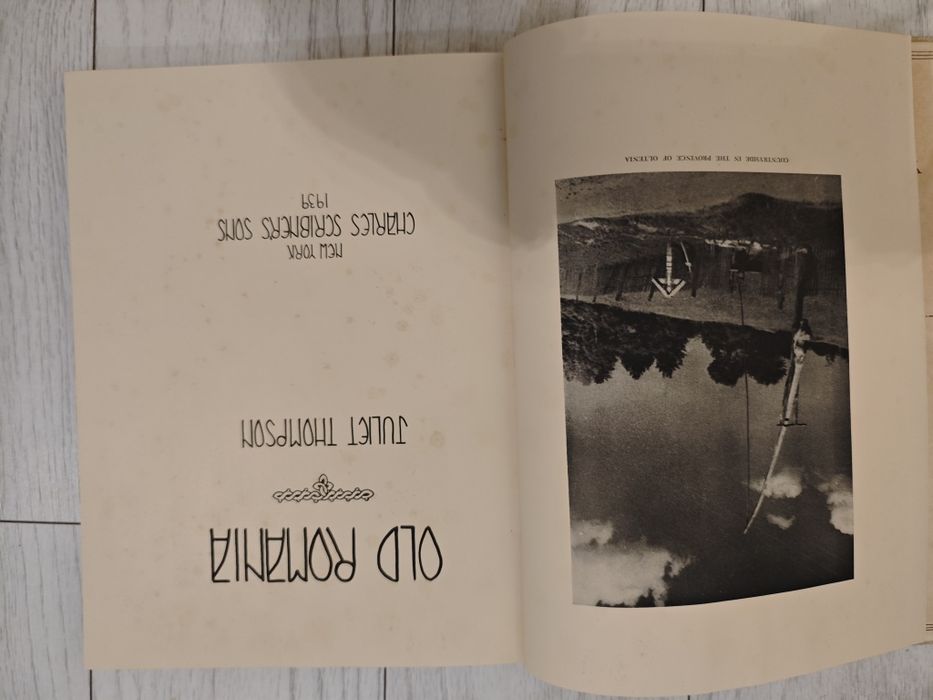 OLD ROMANIA
JULIET THOMPSON
NEW YORK
CHARLES SCRIBNER'S SONS
1939
COUNTRYSIDE IN THE PROVINCE OF OLTENIA